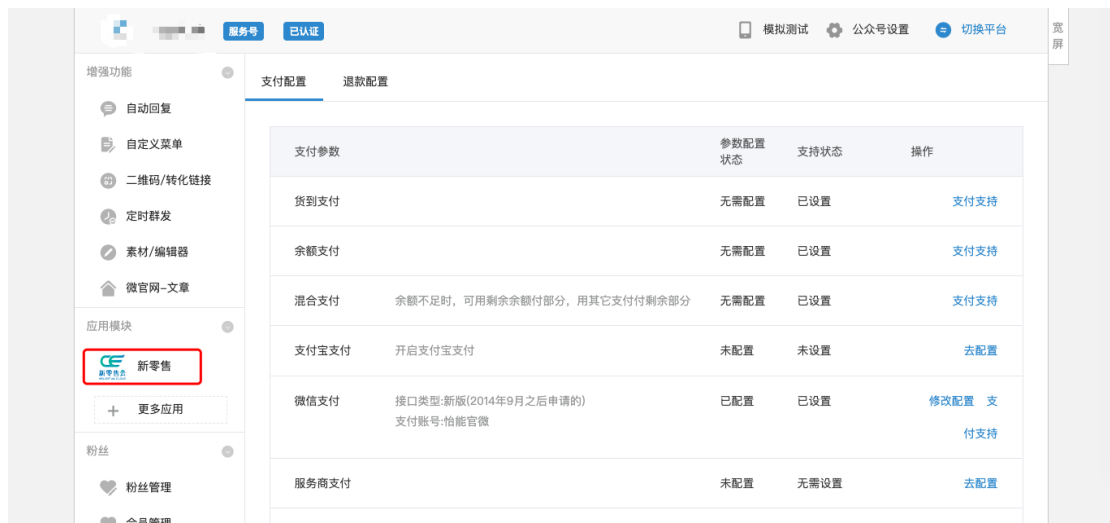 服务号 已认证 模拟测试 公众号设置 切换平台 宽屏
增强功能 支付配置 退款配置
自动回复
自定义菜单 支付参数 参数配置状态 支持状态 操作
二维码/转化链接
定时群发 货到支付 无需配置 已设置 支付支持
素材/编辑器 余额支付 无需配置 已设置 支付支持
微官网-文章
混合支付 余额不足时，可用剩余余额付部分，用其它支付付剩余部分 无需配置 已设置 支付支持
应用模块
支付宝支付 开启支付宝支付 未配置 未设置 去配置
新零售
更多应用
微信支付 接口类型:新版(2014年9月之后申请的) 已配置 已设置 修改配置 支付支持
支付账号:怡能官微
粉丝
粉丝管理 服务商支付 未配置 无需设置 去配置
会员管理